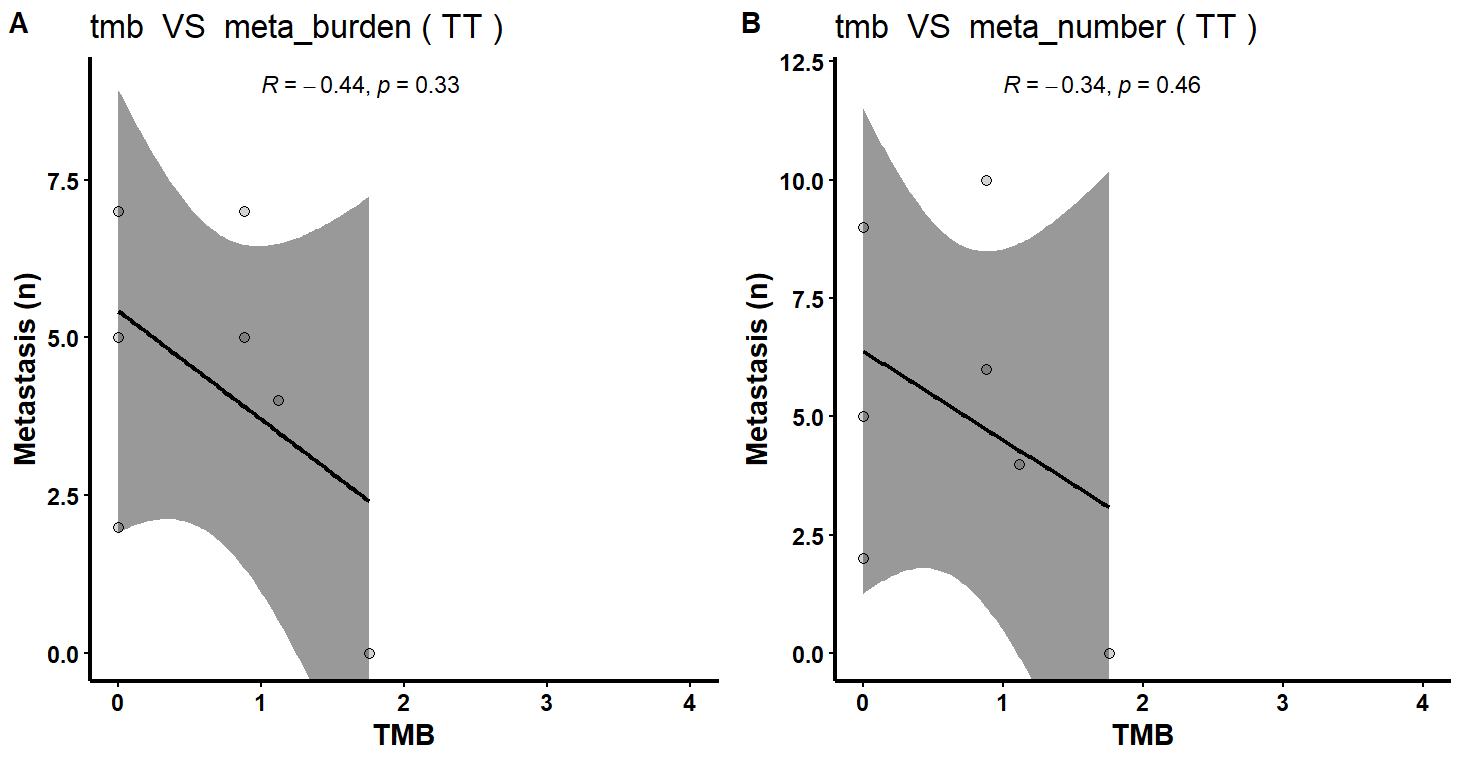 A
tmb VS meta_burden ( TT )
R = − 0.44, p = 0.33
7.5
5.0
2.5
0.0
Metastasis (n)
0 1 2 3 4
TMB
B
tmb VS meta_number ( TT )
R = − 0.34, p = 0.46
12.5
10.0
7.5
5.0
2.5
0.0
Metastasis (n)
0 1 2 3 4
TMB